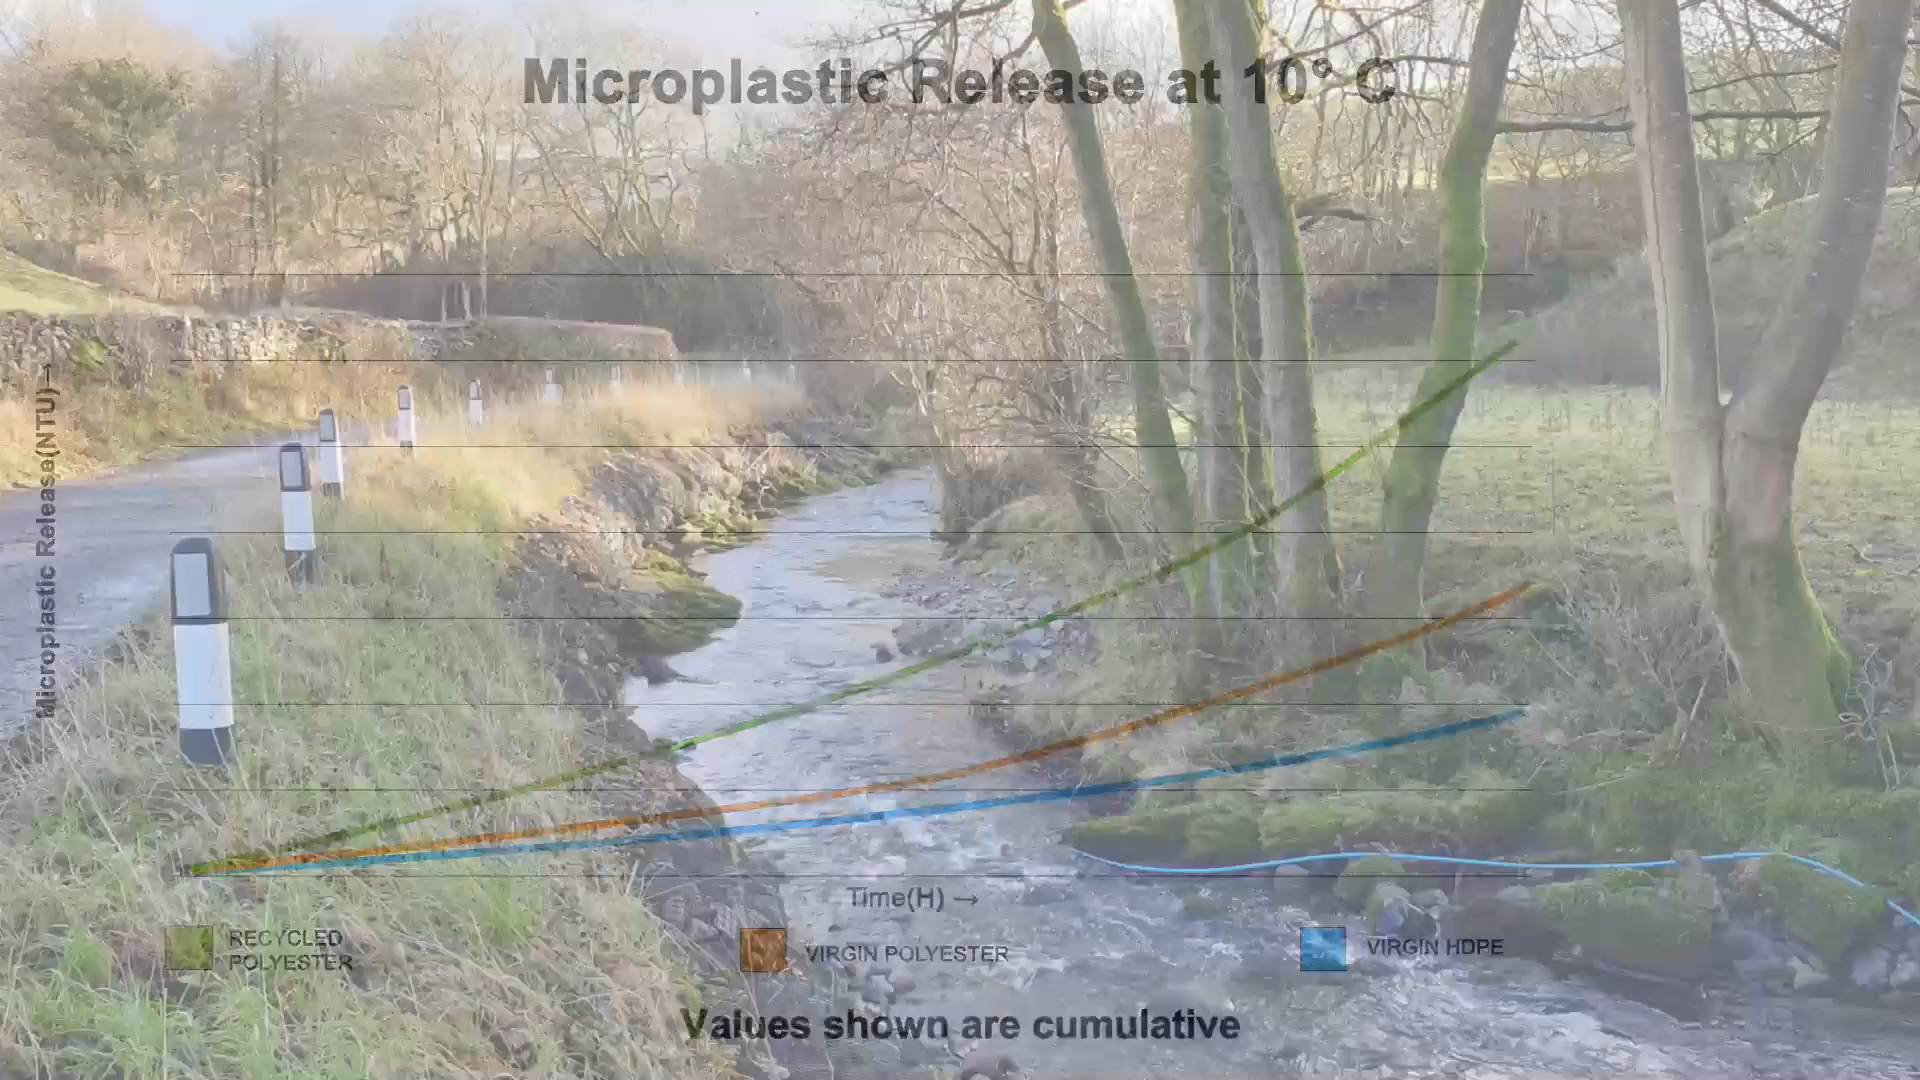 Microplastic Release at 10° C
Microplastic Release(NTU)→
Time(H) →
RECYCLED
POLYESTER
VIRGIN POLYESTER
VIRGIN HDPE
Values shown are cumulative